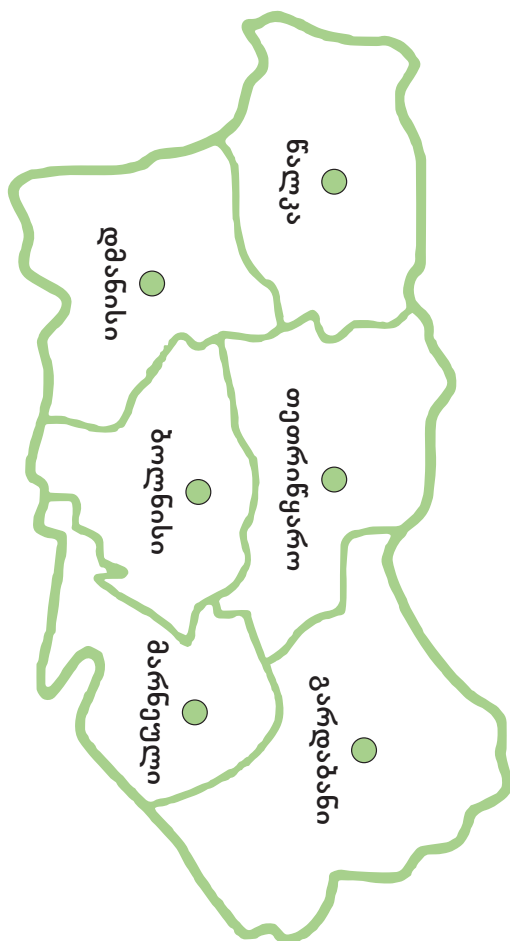 წალკა
დმანისი
თეთრიწყარო
ბოლნისი
მარნეული
გარდაბანი